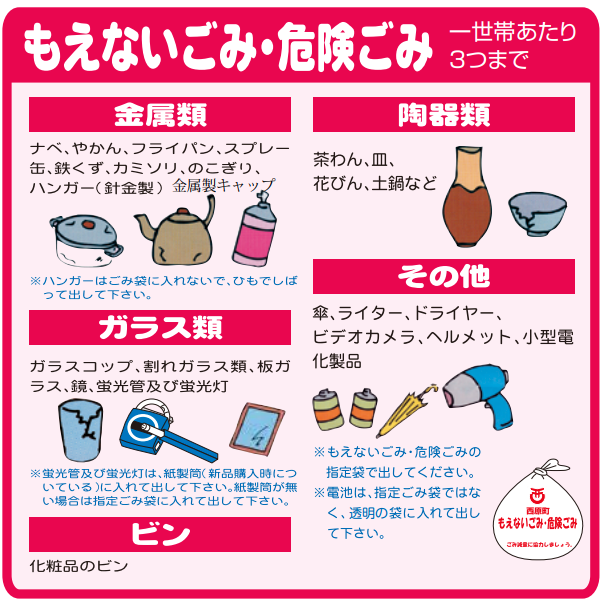 もえないごみ・危険ごみ
一世帯あたり
3つまで
金属類
ナベ、やかん、フライパン、スプレー
缶、鉄くず、カミソリ、のこぎり、
ハンガー（針金製）金属製キャップ
※ハンガーはごみ袋に入れないで、ひもでしば
って出して下さい。
ガラス類
ガラスコップ、割れガラス類、板ガ
ラス、鏡、蛍光管及び蛍光灯
※蛍光管及び蛍光灯は、紙製筒（新品購入時につ
いている）に入れて出して下さい。紙製筒が無
い場合は指定ごみ袋に入れて出して下さい。
ビン
化粧品のビン
陶器類
茶わん、皿、
花びん、土鍋など
その他
傘、ライター、ドライヤー、
ビデオカメラ、ヘルメット、小型電
化製品
※もえないごみ・危険ごみの
指定袋で出してください。
※電池は、指定ごみ袋ではな
く、透明の袋に入れて出し
て下さい。
西原町
もえないごみ・危険ごみ
ごみ減量に協力しましょう。